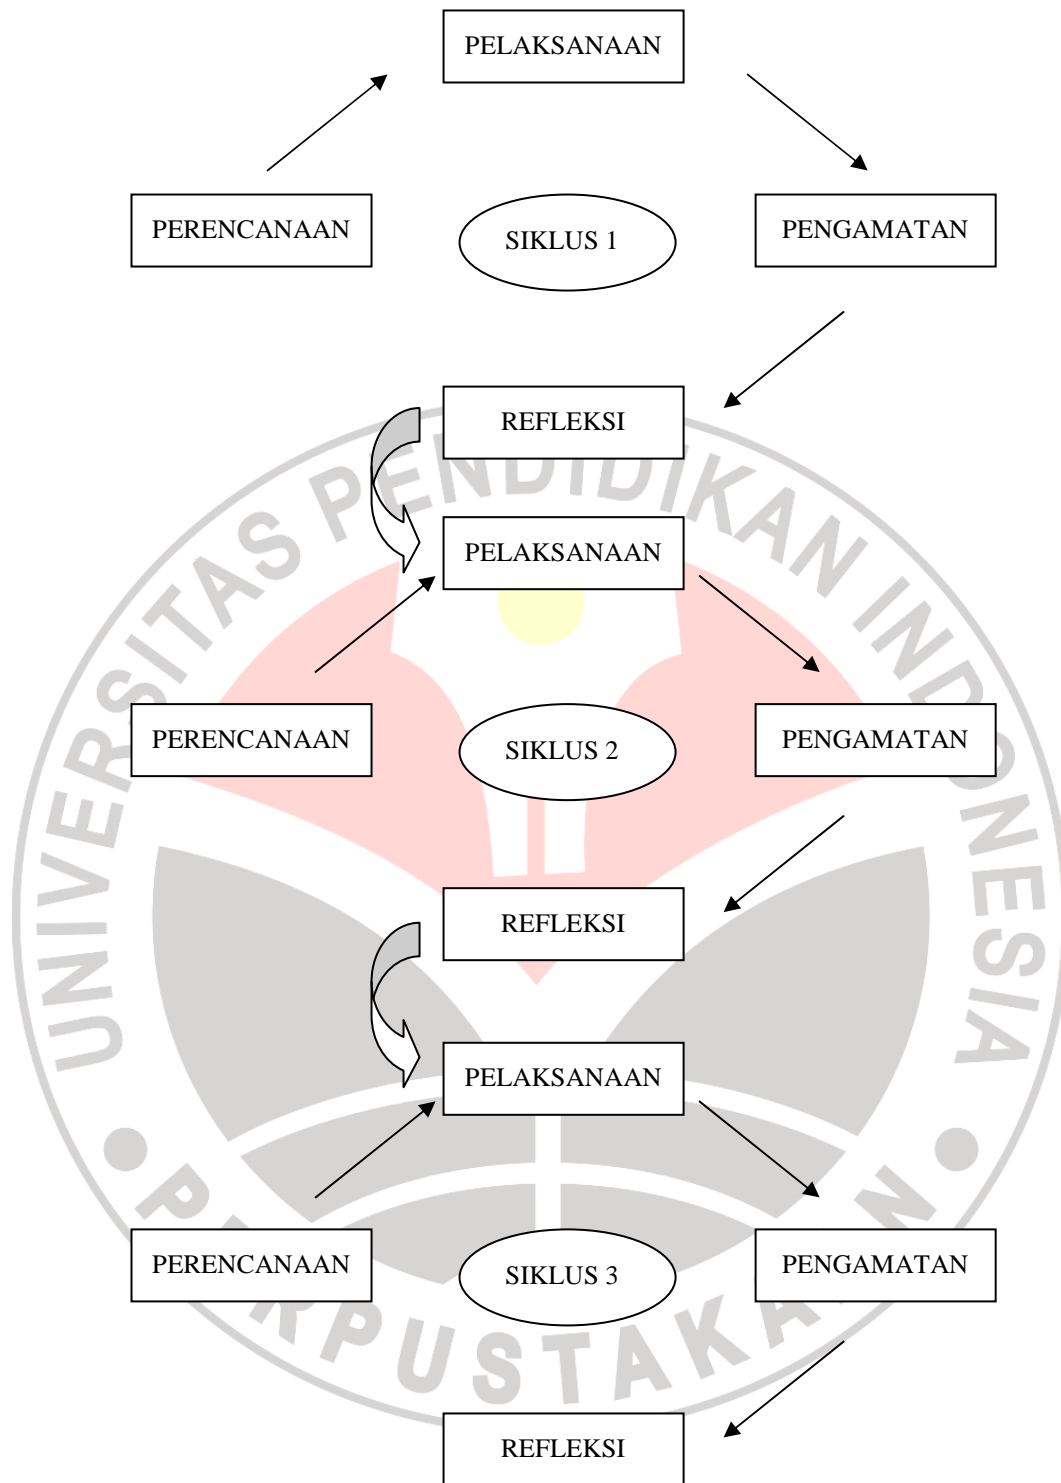 PELAKSANAAN
PERENCANAAN
SIKLUS 1
PENGAMATAN
REFLEKSI
PELAKSANAAN
PERENCANAAN
SIKLUS 2
PENGAMATAN
REFLEKSI
PELAKSANAAN
PERENCANAAN
SIKLUS 3
PENGAMATAN
REFLEKSI
UNIVERSITAS PENDIDIKAN INDONESIA
PERPUSTAKAAN